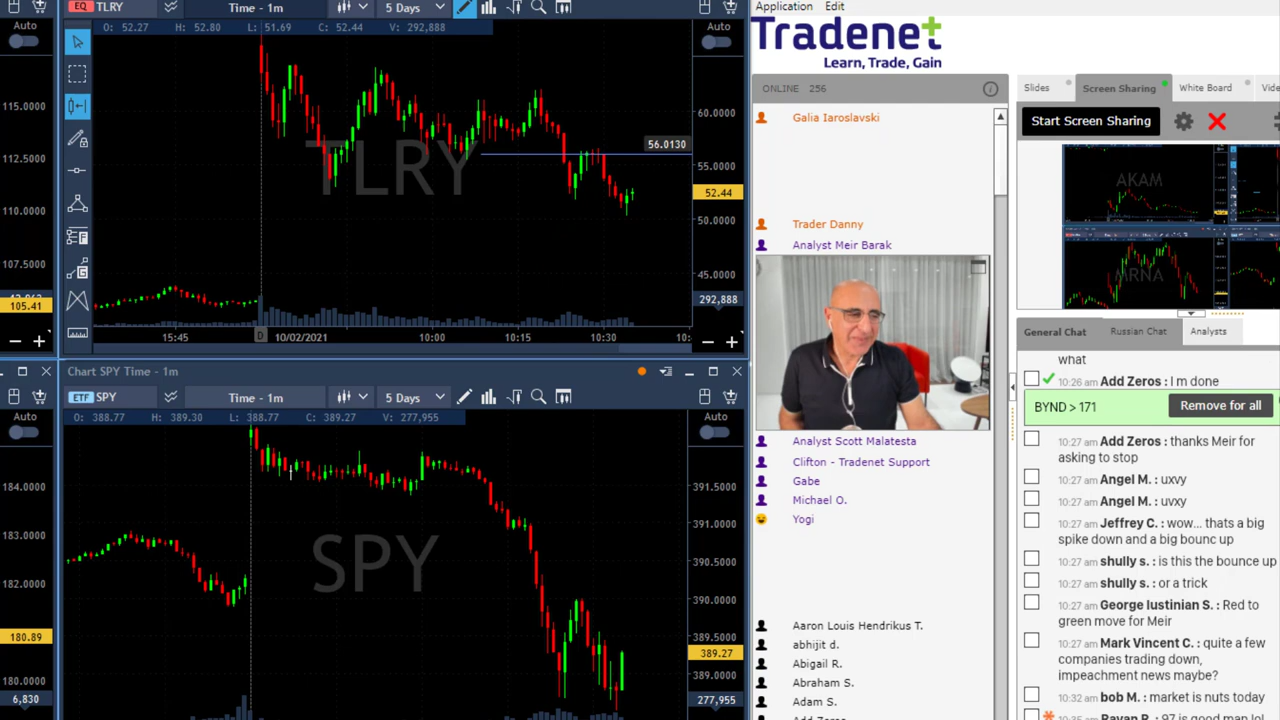 EQ TLRY
Time - 1m
5 Days
Auto
O: 52.27 H: 52.80 L: 51.69 C: 52.44 V: 292,888
Auto
115.0000
112.5000
110.0000
107.5000
105.41
TLRY
60.0000
56.0130
55.0000
52.44
50.0000
45.0000
292,888
15:45
D
10/02/2021
10:00
10:15
10:30
Chart SPY Time - 1m
ETF SPY
Time - 1m
5 Days
Auto
O: 388.77 H: 389.30 L: 388.77 C: 389.27 V: 277,955
Auto
184.0000
183.0000
182.0000
180.89
180.0000
6,830
SPY
391.5000
391.0000
390.5000
390.0000
389.5000
389.27
388.5000
277,955
Application Edit
Tradenet
Learn, Trade, Gain
ONLINE 256
Galia Iaroslavski
Trader Danny
Analyst Meir Barak
Analyst Scott Malatesta
Clifton - Tradenet Support
Gabe
Michael O.
Yogi
Aaron Louis Hendrikus T.
abhijit d.
Abigail R.
Abraham S.
Adam S.
Add Zeros
Slides
Screen Sharing
White Board
Start Screen Sharing
AKAM
MRNA
General Chat
Russian Chat
Analysts
what
10:26 am Add Zeros : I m done
BYND > 171
Remove for all
10:27 am Add Zeros : thanks Meir for
asking to stop
10:27 am Angel M. : uxvy
10:27 am Angel M. : uvxy
10:27 am Jeffrey C. : wow... thats a big
spike down and a big bounc up
10:27 am shully s. : is this the bounce up
10:27 am shully s. : or a trick
10:27 am George Iustinian S. : Red to
green move for Meir
10:27 am Mark Vincent C. : quite a few
companies trading down,
impeachment news maybe?
10:32 am bob M. : market is nuts today